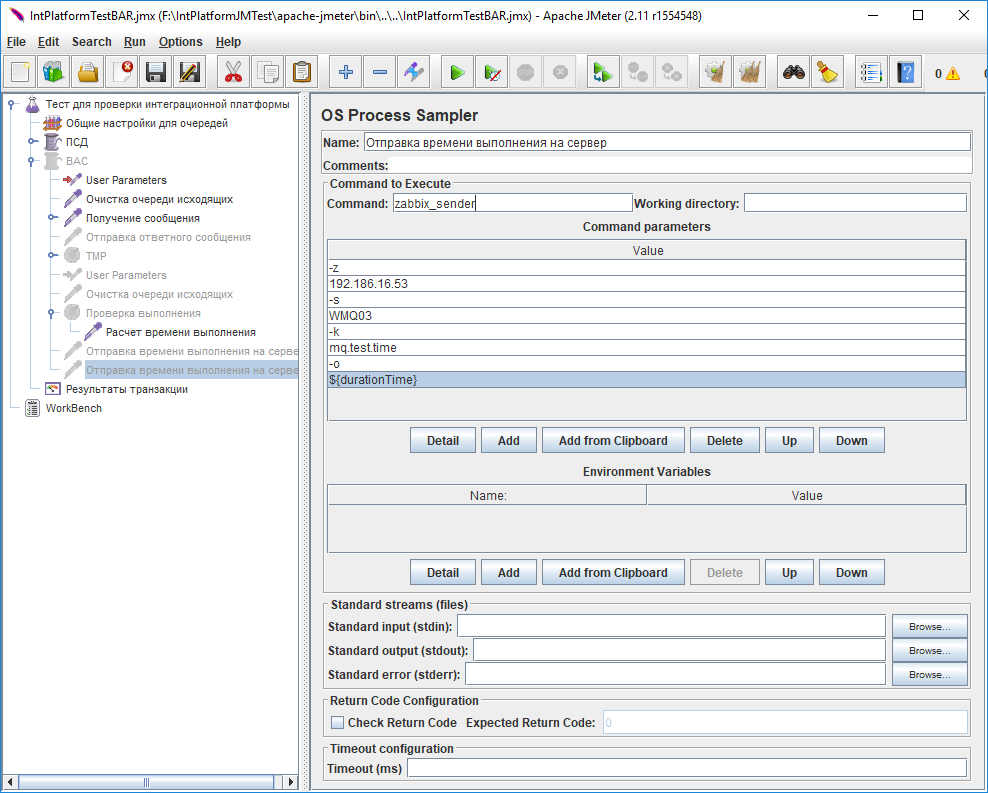 IntPlatformTestBAR.jmx (F:\IntPlatformJMTest\apache-jmeter\bin\..\..\IntPlatformTestBAR.jmx) - Apache JMeter (2.11 r1554548)
File Edit Search Run Options Help
0
Тест для проверки интеграционной платформы
Общие настройки для очередей
ПСД
ВАС
User Parameters
Очистка очереди исходящих
Получение сообщения
Отправка ответного сообщения
TMP
User Parameters
Очистка очереди исходящих
Проверка выполнения
Расчет времени выполнения
Отправка времени выполнения на серве
Отправка времени выполнения на серве
Результаты транзакции
WorkBench
OS Process Sampler
Name: Отправка времени выполнения на сервер
Comments:
Command to Execute
Command: zabbix_sender Working directory:
Command parameters
Value
-z
192.186.16.53
-s
WMQ03
-k
mq.test.time
-o
${durationTime}
Detail Add Add from Clipboard Delete Up Down
Environment Variables
Name: Value
Detail Add Add from Clipboard Delete Up Down
Standard streams (files)
Standard input (stdin): Browse...
Standard output (stdout): Browse...
Standard error (stderr): Browse...
Return Code Configuration
Check Return Code Expected Return Code: 0
Timeout configuration
Timeout (ms)